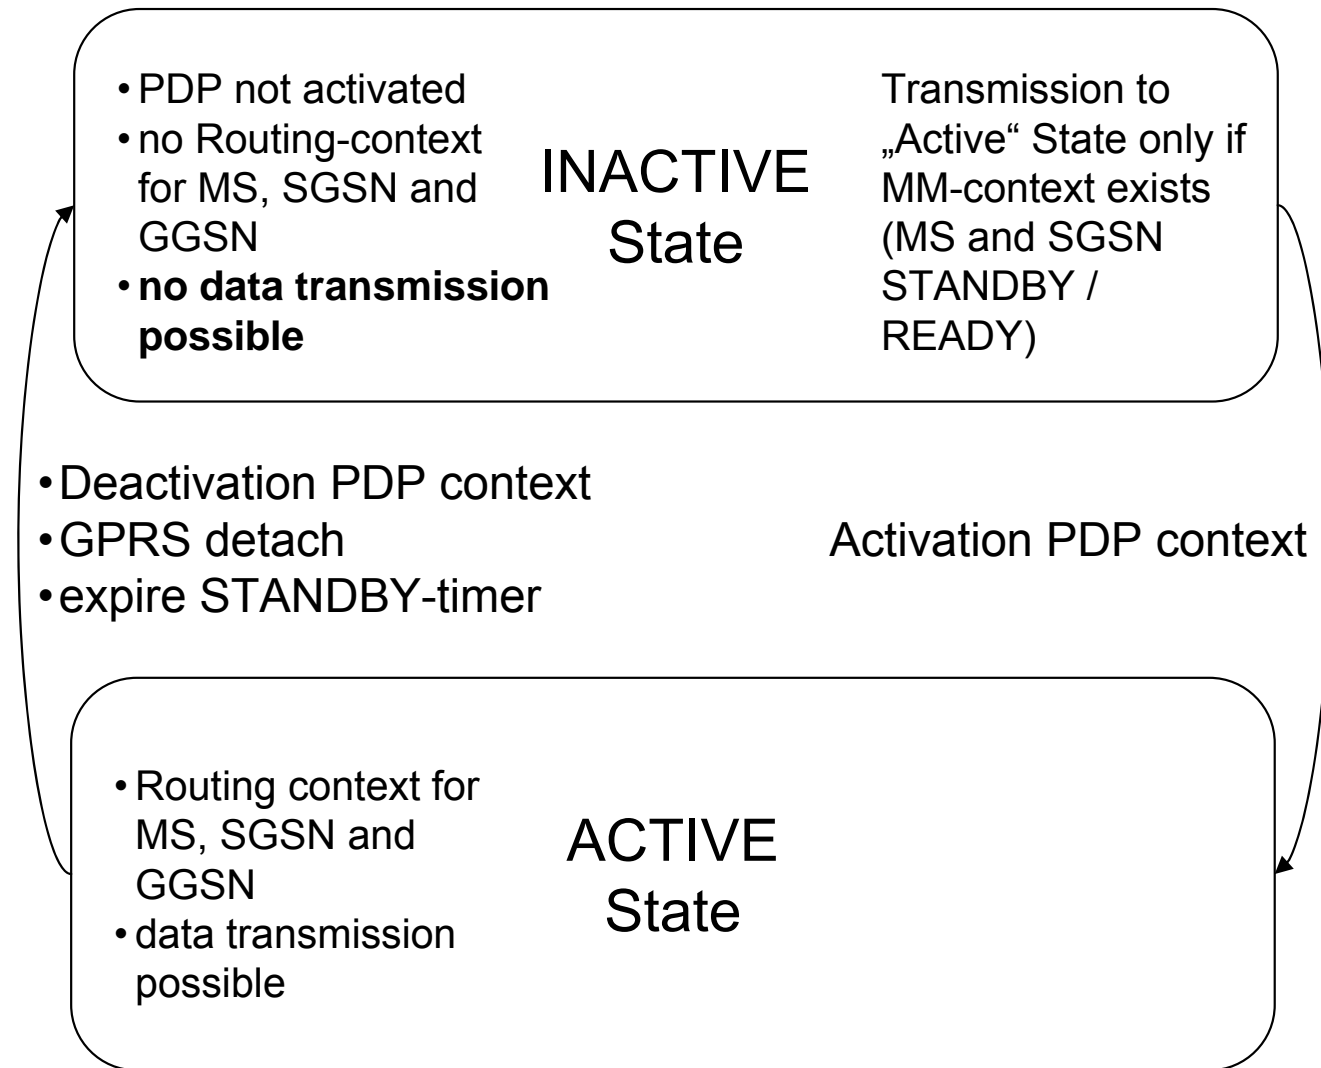 • PDP not activated
• no Routing-context
for MS, SGSN and
GGSN
• no data transmission
possible
INACTIVE
State
Transmission to
„Active“ State only if
MM-context exists
(MS and SGSN
STANDBY /
READY)
• Deactivation PDP context
• GPRS detach
• expire STANDBY-timer
Activation PDP context
• Routing context for
MS, SGSN and
GGSN
• data transmission
possible
ACTIVE
State